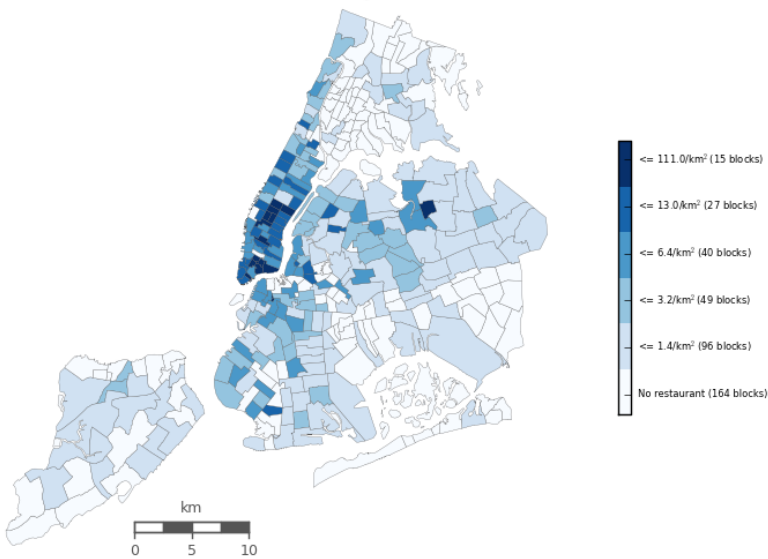 <= 111.0/km² (15 blocks)
<= 13.0/km² (27 blocks)
<= 6.4/km² (40 blocks)
<= 3.2/km² (49 blocks)
<= 1.4/km² (96 blocks)
No restaurant (164 blocks)
km
0 5 10